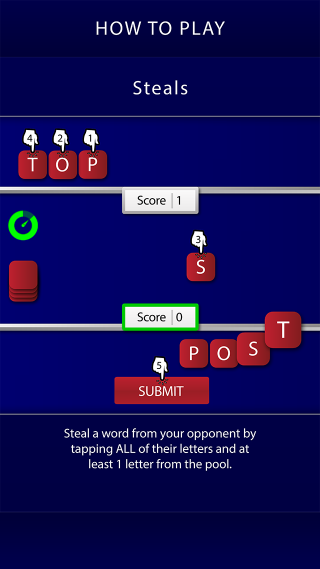 HOW TO PLAY
Steals
4 2 1
T O P
Score 1
3
S
Score 0
P O S T
5
SUBMIT
Steal a word from your opponent by
tapping ALL of their letters and at
least 1 letter from the pool.